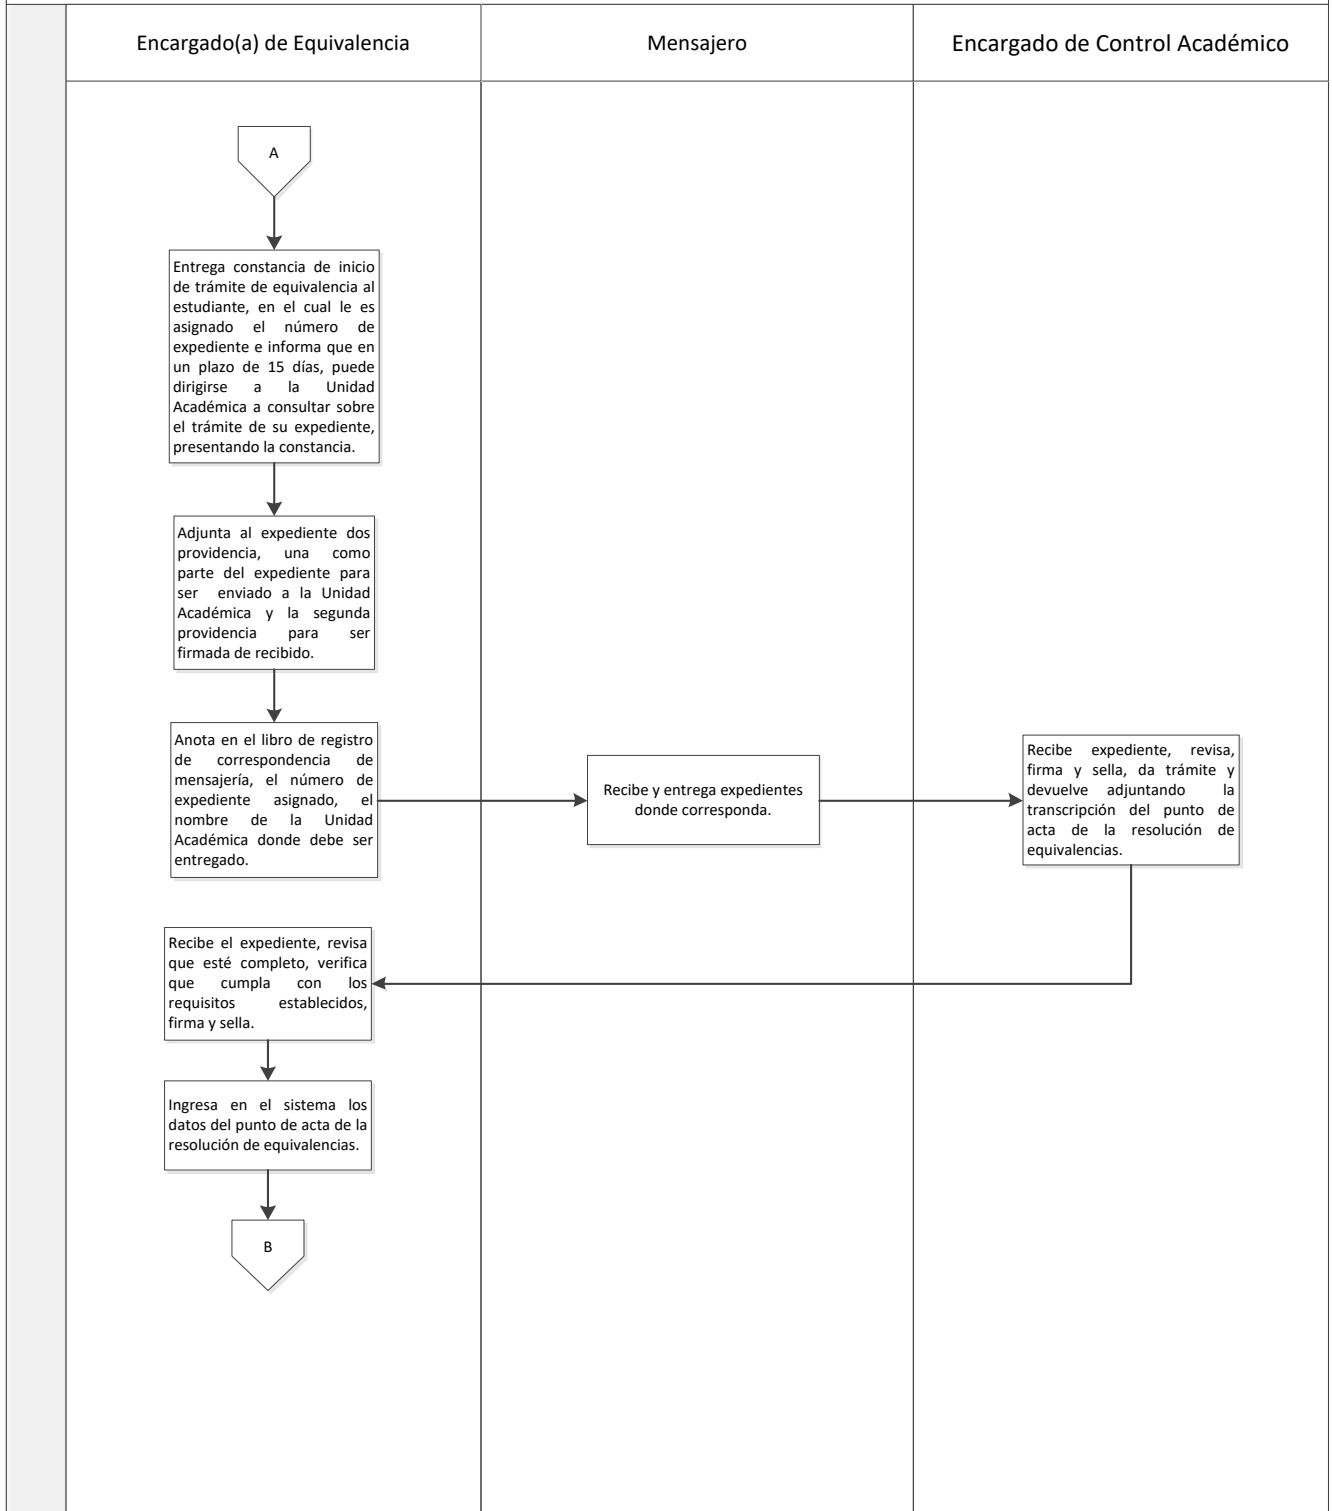 Encargado(a) de Equivalencia
Mensajero
Encargado de Control Académico
A
Entrega constancia de inicio
de trámite de equivalencia al
estudiante, en el cual le es
asignado el número de
expediente e informa que en
un plazo de 15 días, puede
dirigirse a la Unidad
Académica a consultar sobre
el trámite de su expediente,
presentando la constancia.
Adjunta al expediente dos
providencia, una como
parte del expediente para
ser enviado a la Unidad
Académica y la segunda
providencia para ser
firmada de recibido.
Anota en el libro de registro
de correspondencia de
mensajería, el número de
expediente asignado, el
nombre de la Unidad
Académica donde debe ser
entregado.
Recibe y entrega expedientes
donde corresponda.
Recibe expediente, revisa,
firma y sella, da trámite y
devuelve adjuntando la
transcripción del punto de
acta de la resolución de
equivalencias.
Recibe el expediente, revisa
que esté completo, verifica
que cumpla con los
requisitos establecidos,
firma y sella.
Ingresa en el sistema los
datos del punto de acta de la
resolución de equivalencias.
B